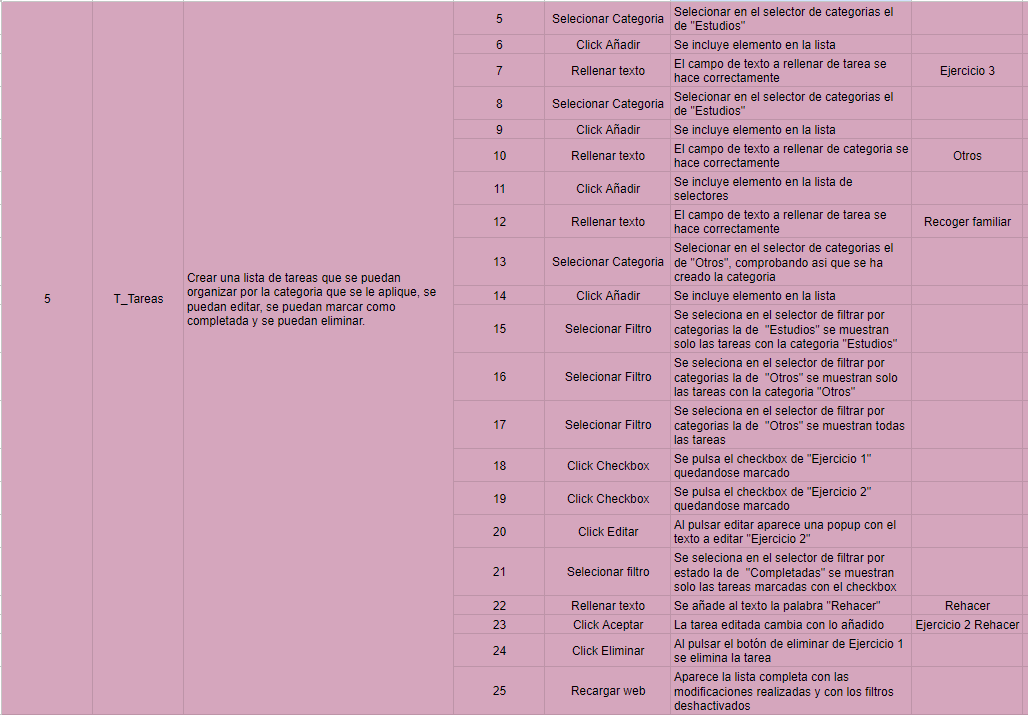 5
Selecionar Categoria
Selecionar en el selector de categorias el
de "Estudios"
6
Click Añadir
Se incluye elemento en la lista
7
Rellenar texto
El campo de texto a rellenar de tarea se
hace correctamente
Ejercicio 3
8
Selecionar Categoria
Selecionar en el selector de categorias el
de "Estudios"
9
Click Añadir
Se incluye elemento en la lista
10
Rellenar texto
El campo de texto a rellenar de categoria se
hace correctamente
Otros
11
Click Añadir
Se incluye elemento en la lista de
selectores
12
Rellenar texto
El campo de texto a rellenar de tarea se
hace correctamente
Recoger familiar
13
Selecionar Categoria
Selecionar en el selector de categorias el
de "Otros", comprobando asi que se ha
creado la categoria
5
T_Tareas
Crear una lista de tareas que se puedan
organizar por la categoria que se le aplique, se
puedan editar, se puedan marcar como
completada y se puedan eliminar.
14
Click Añadir
Se incluye elemento en la lista
15
Selecionar Filtro
Se seleciona en el selector de filtrar por
categorias la de "Estudios" se muestran
solo las tareas con la categoria "Estudios"
16
Selecionar Filtro
Se seleciona en el selector de filtrar por
categorias la de "Otros" se muestran solo
las tareas con la categoria "Otros"
17
Selecionar Filtro
Se seleciona en el selector de filtrar por
categorias la de "Otros" se muestran todas
las tareas
18
Click Checkbox
Se pulsa el checkbox de "Ejercicio 1"
quedandose marcado
19
Click Checkbox
Se pulsa el checkbox de "Ejercicio 2"
quedandose marcado
20
Click Editar
Al pulsar editar aparece una popup con el
texto a editar "Ejercicio 2"
21
Selecionar filtro
Se seleciona en el selector de filtrar por
estado la de "Completadas" se muestran
solo las tareas marcadas con el checkbox
22
Rellenar texto
Se añade al texto la palabra "Rehacer"
Rehacer
23
Click Aceptar
La tarea editada cambia con lo añadido
Ejercicio 2 Rehacer
24
Click Eliminar
Al pulsar el botón de eliminar de Ejercicio 1
se elimina la tarea
25
Recargar web
Aparece la lista completa con las
modificaciones realizadas y con los filtros
deshactivados